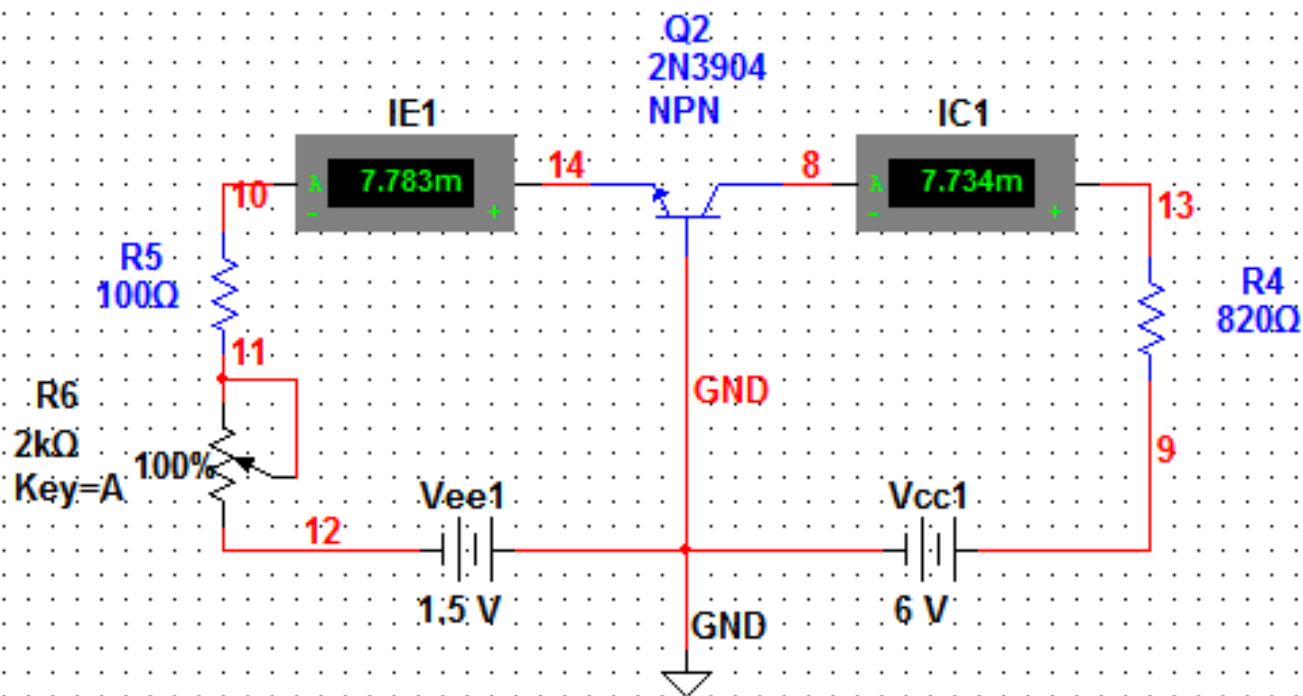 Q2
2N3904
NPN
IE1
IC1
A 7.783m
- +
A 7.734m
- +
10
14
8
13
R5
100Ω
R4
820Ω
11
GND
R6
2kΩ
Key=A
100%
9
12
Vee1
1.5 V
Vcc1
6 V
GND